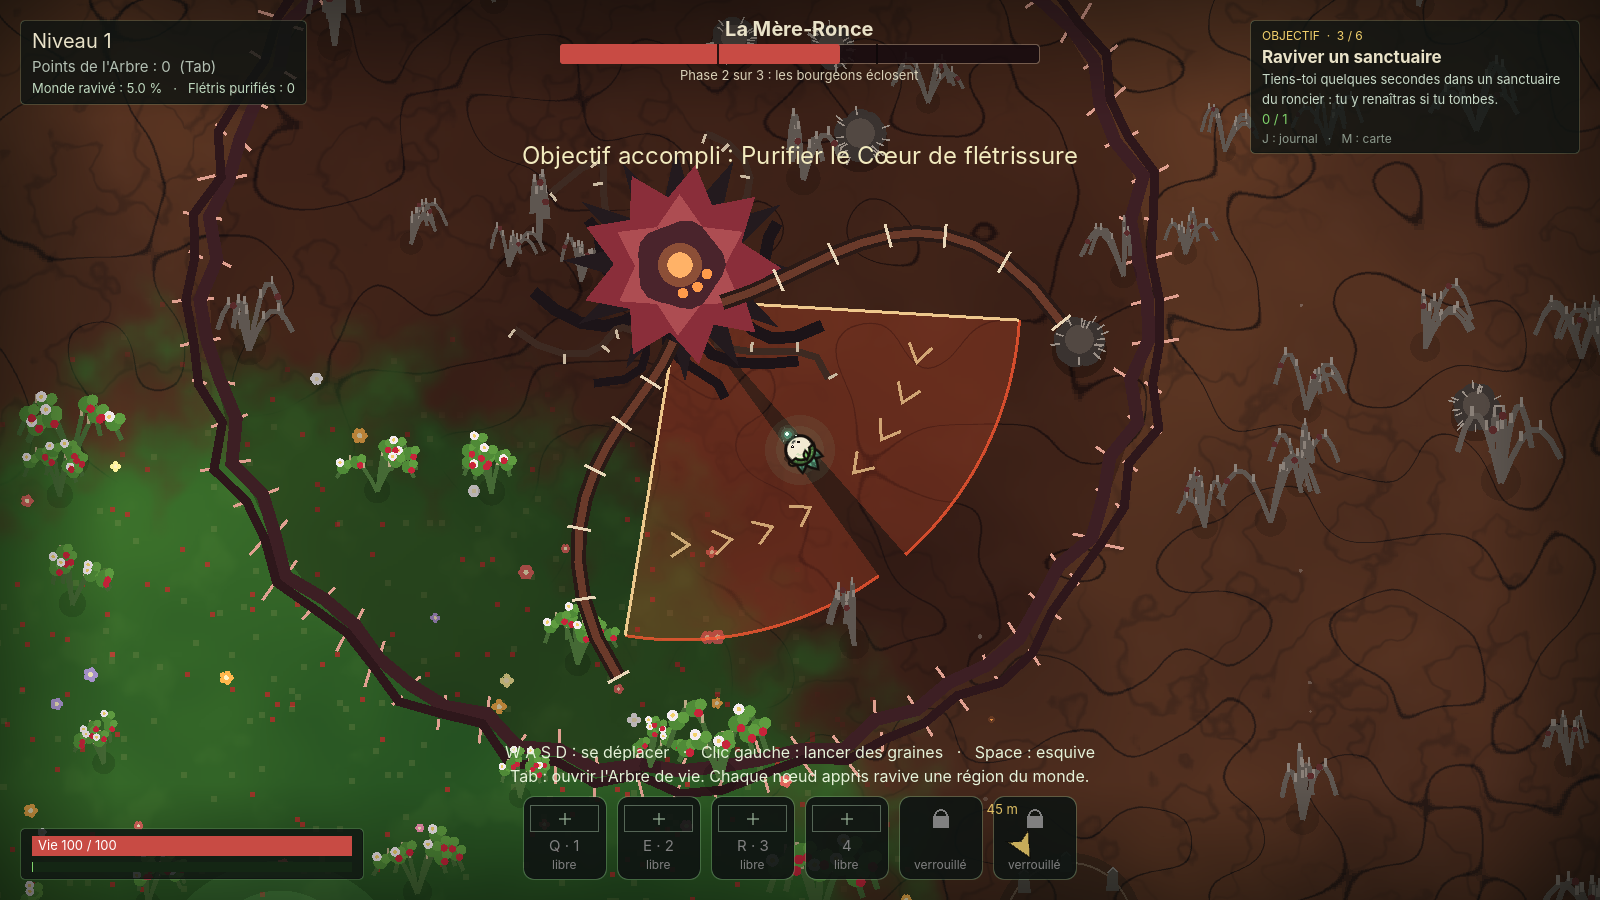 Niveau 1
Points de l'Arbre : 0 (Tab)
Monde ravivé : 5.0 % · Flétris purifiés : 0
La Mère-Ronce
Phase 2 sur 3 : les bourgeons éclosent
OBJECTIF · 3 / 6
Raviver un sanctuaire
Tiens-toi quelques secondes dans un sanctuaire
du roncier : tu y renaîtras si tu tombes.
0 / 1
J : journal · M : carte
Objectif accompli : Purifier le Cœur de flétrissure
W A S D : se déplacer · Clic gauche : lancer des graines · Space : esquive
Tab : ouvrir l'Arbre de vie. Chaque nœud appris ravive une région du monde.
45 m
Q · 1
libre
E · 2
libre
R · 3
libre
4
libre
verrouillé
verrouillé
Vie 100 / 100